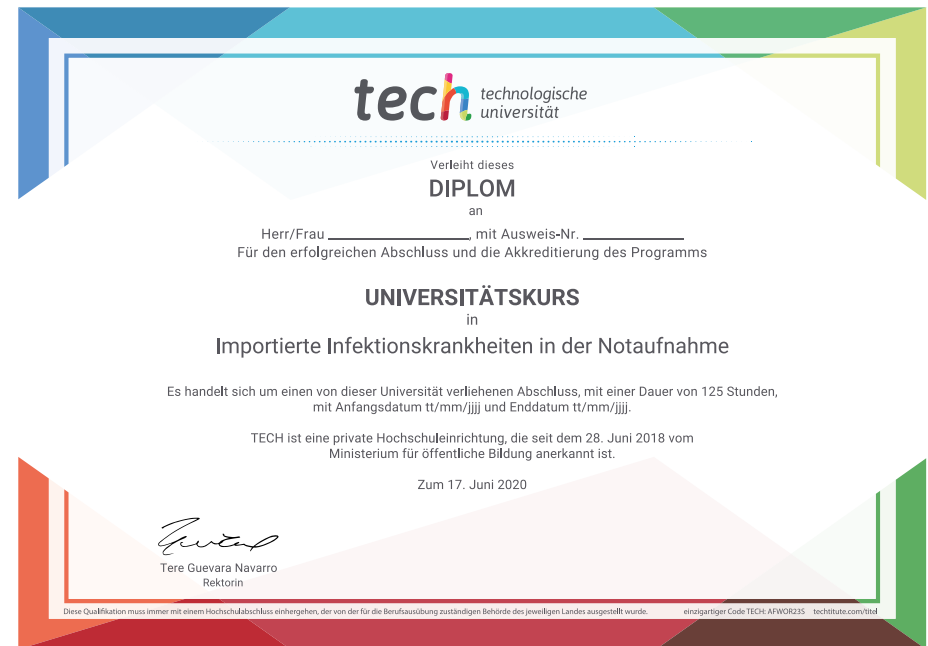 tech technologische
universität
Verleiht dieses
DIPLOM
an
Herr/Frau ____________, mit Ausweis-Nr. ____________
Für den erfolgreichen Abschluss und die Akkreditierung des Programms
UNIVERSITÄTSKURS
in
Importierte Infektionskrankheiten in der Notaufnahme
Es handelt sich um einen von dieser Universität verliehenen Abschluss, mit einer Dauer von 125 Stunden,
mit Anfangsdatum tt/mm/jjjj und Enddatum tt/mm/jjjj.
TECH ist eine private Hochschuleinrichtung, die seit dem 28. Juni 2018 vom
Ministerium für öffentliche Bildung anerkannt ist.
Zum 17. Juni 2020
Tere Guevara Navarro
Rektorin
Diese Qualifikation muss immer mit einem Hochschulabschluss einhergehen, der von der für die Berufsausübung zuständigen Behörde des jeweiligen Landes ausgestellt wurde. einzigartiger Code TECH: AFWOR23S techtitute.com/titel